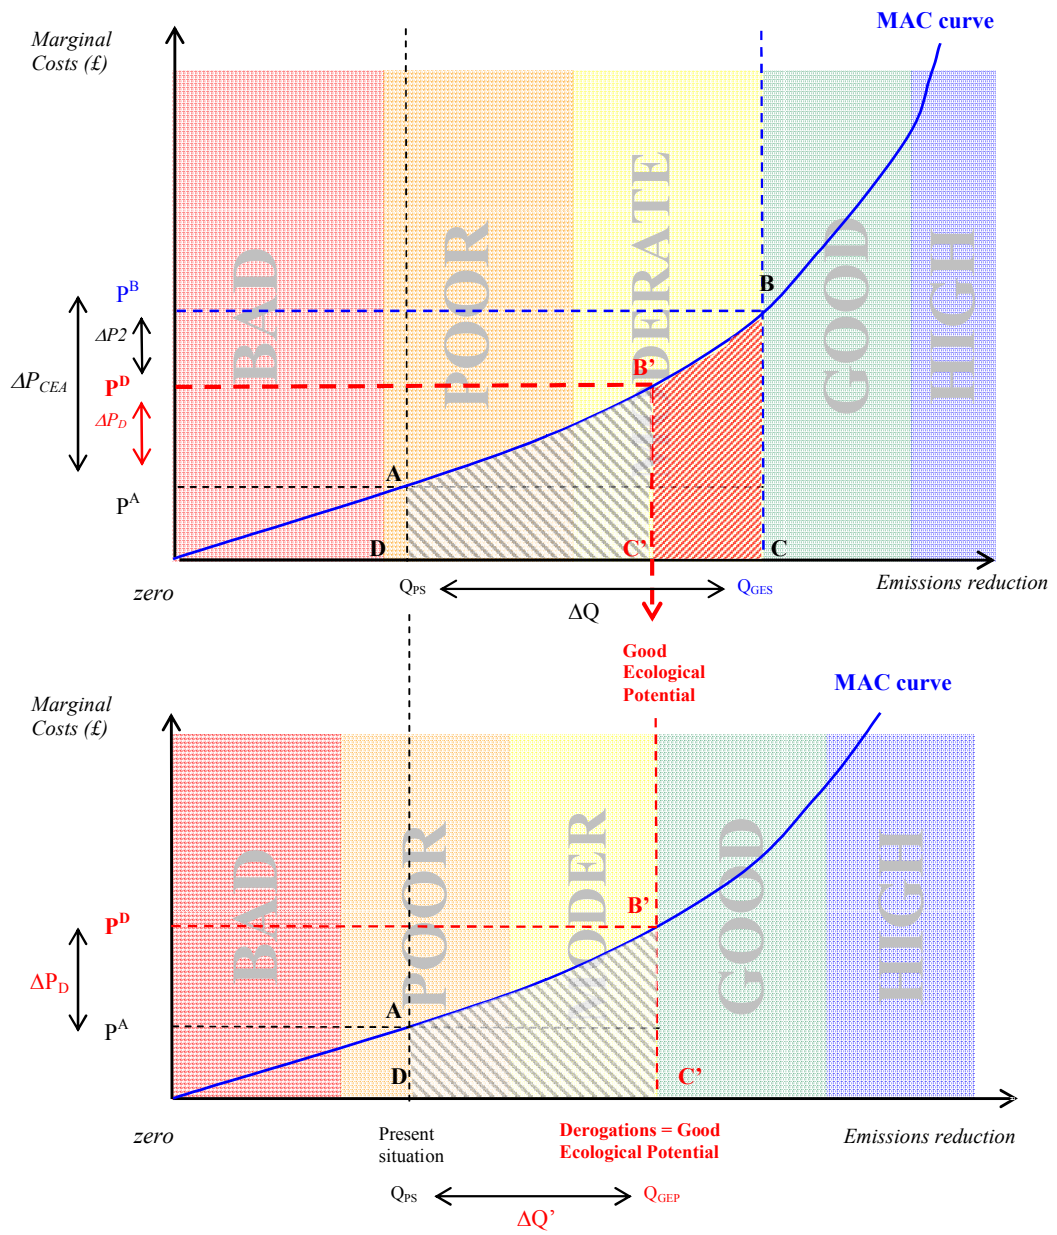 Marginal
Costs (£)
MAC curve
BAD
POOR
MODERATE
GOOD
HIGH
P^B
ΔP2
ΔP_CEA
P^D
ΔP_D
P^A
A
B
B’
D
C’
C
zero
Q_PS
ΔQ
Q_GES
Emissions reduction
Good
Ecological
Potential
Marginal
Costs (£)
MAC curve
BAD
POOR
MODER
GOOD
HIGH
P^D
ΔP_D
P^A
A
B’
D
C’
zero
Present
situation
Derogations = Good
Ecological Potential
Emissions reduction
Q_PS
Q_GEP
ΔQ’